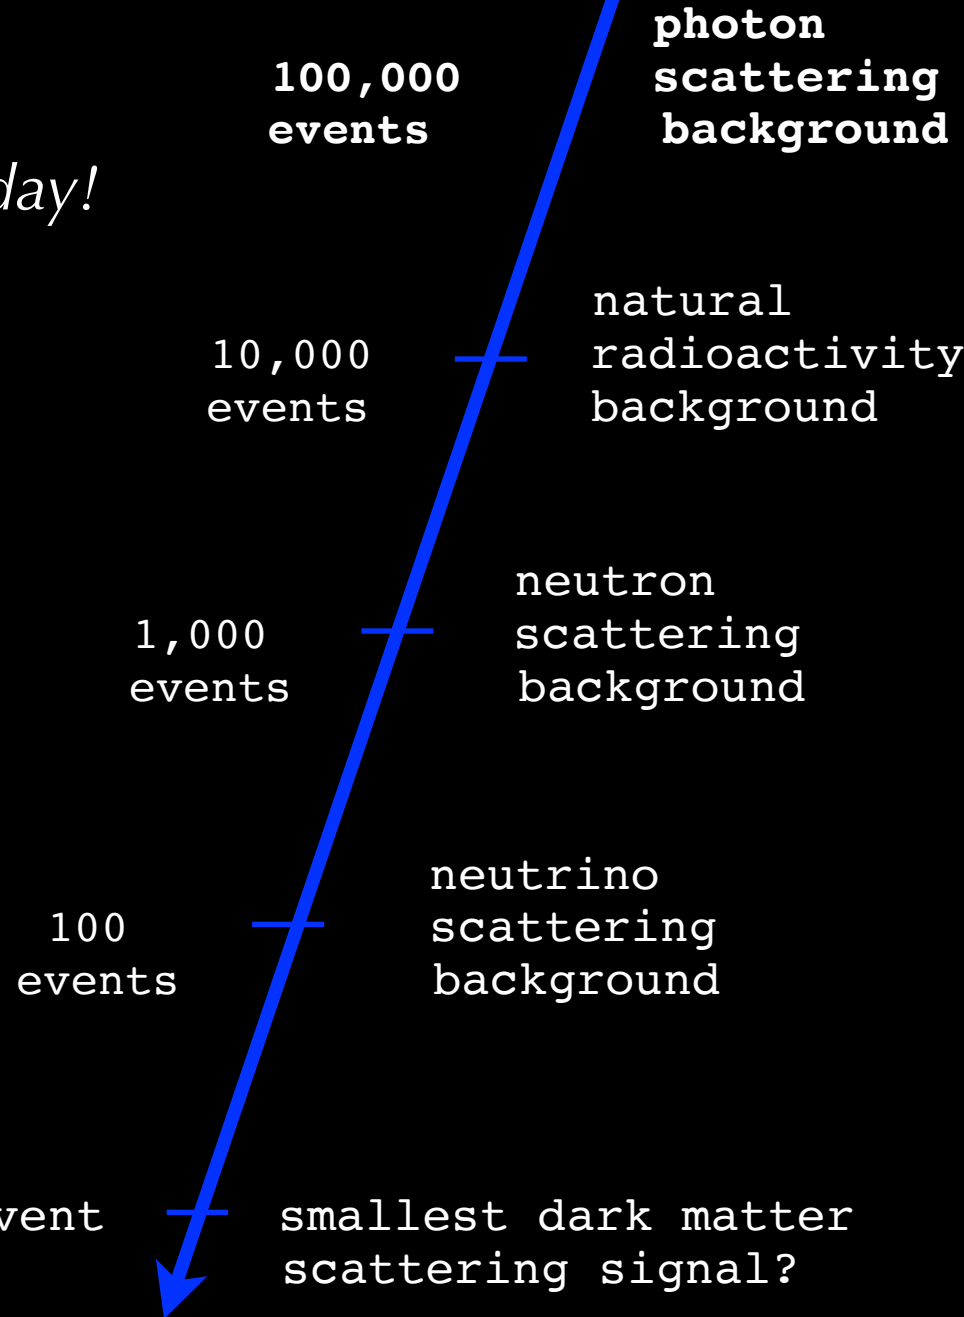 photon
scattering
background
100,000
events
day!
natural
radioactivity
background
10,000
events
neutron
scattering
background
1,000
events
neutrino
scattering
background
100
events
smallest dark matter
scattering signal?